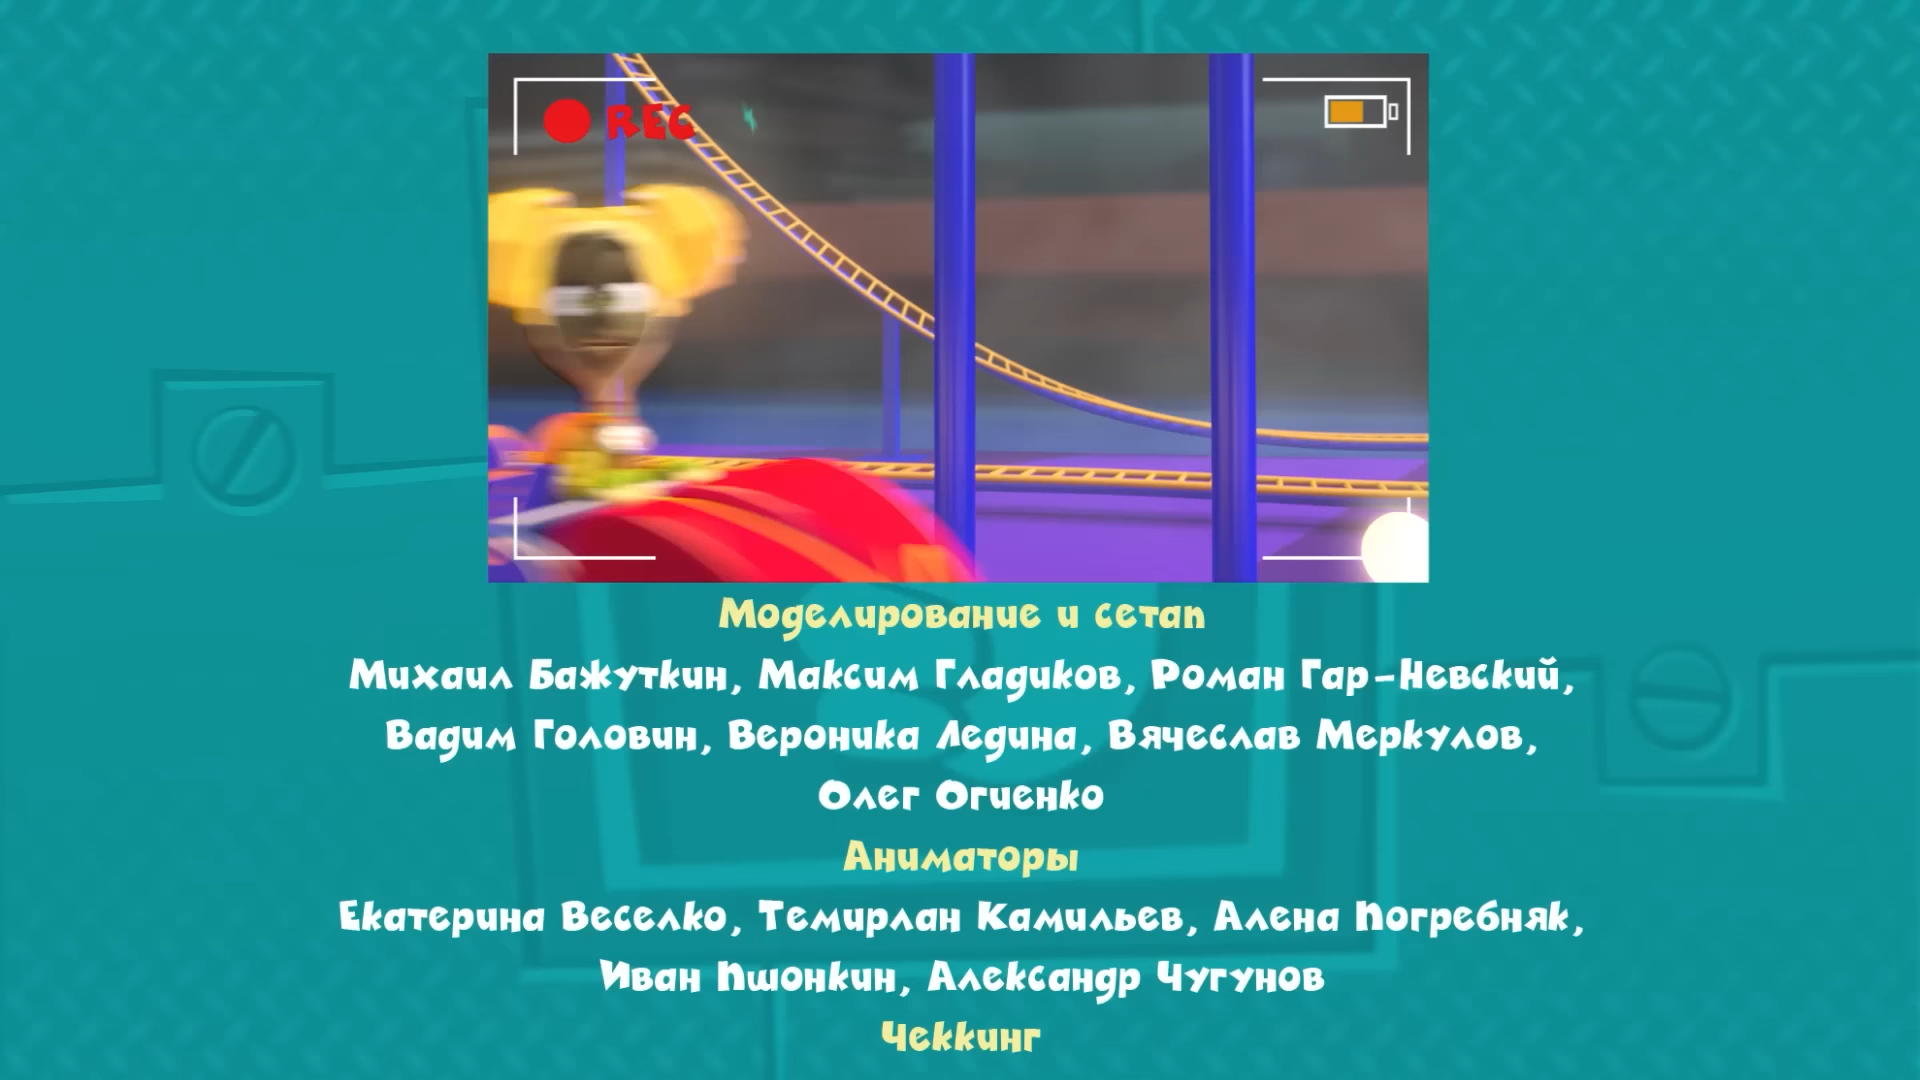 REC
Моделирование и сетап
Михаил Бажуткин, Максим Гладиков, Роман Гар-Невский,
Вадим Головин, Вероника Ледина, Вячеслав Меркулов,
Олег Огиенко
Аниматоры
Екатерина Веселко, Темирлан Камильев, Алена Погребняк,
Иван Пшонкин, Александр Чугунов
Чеккинг